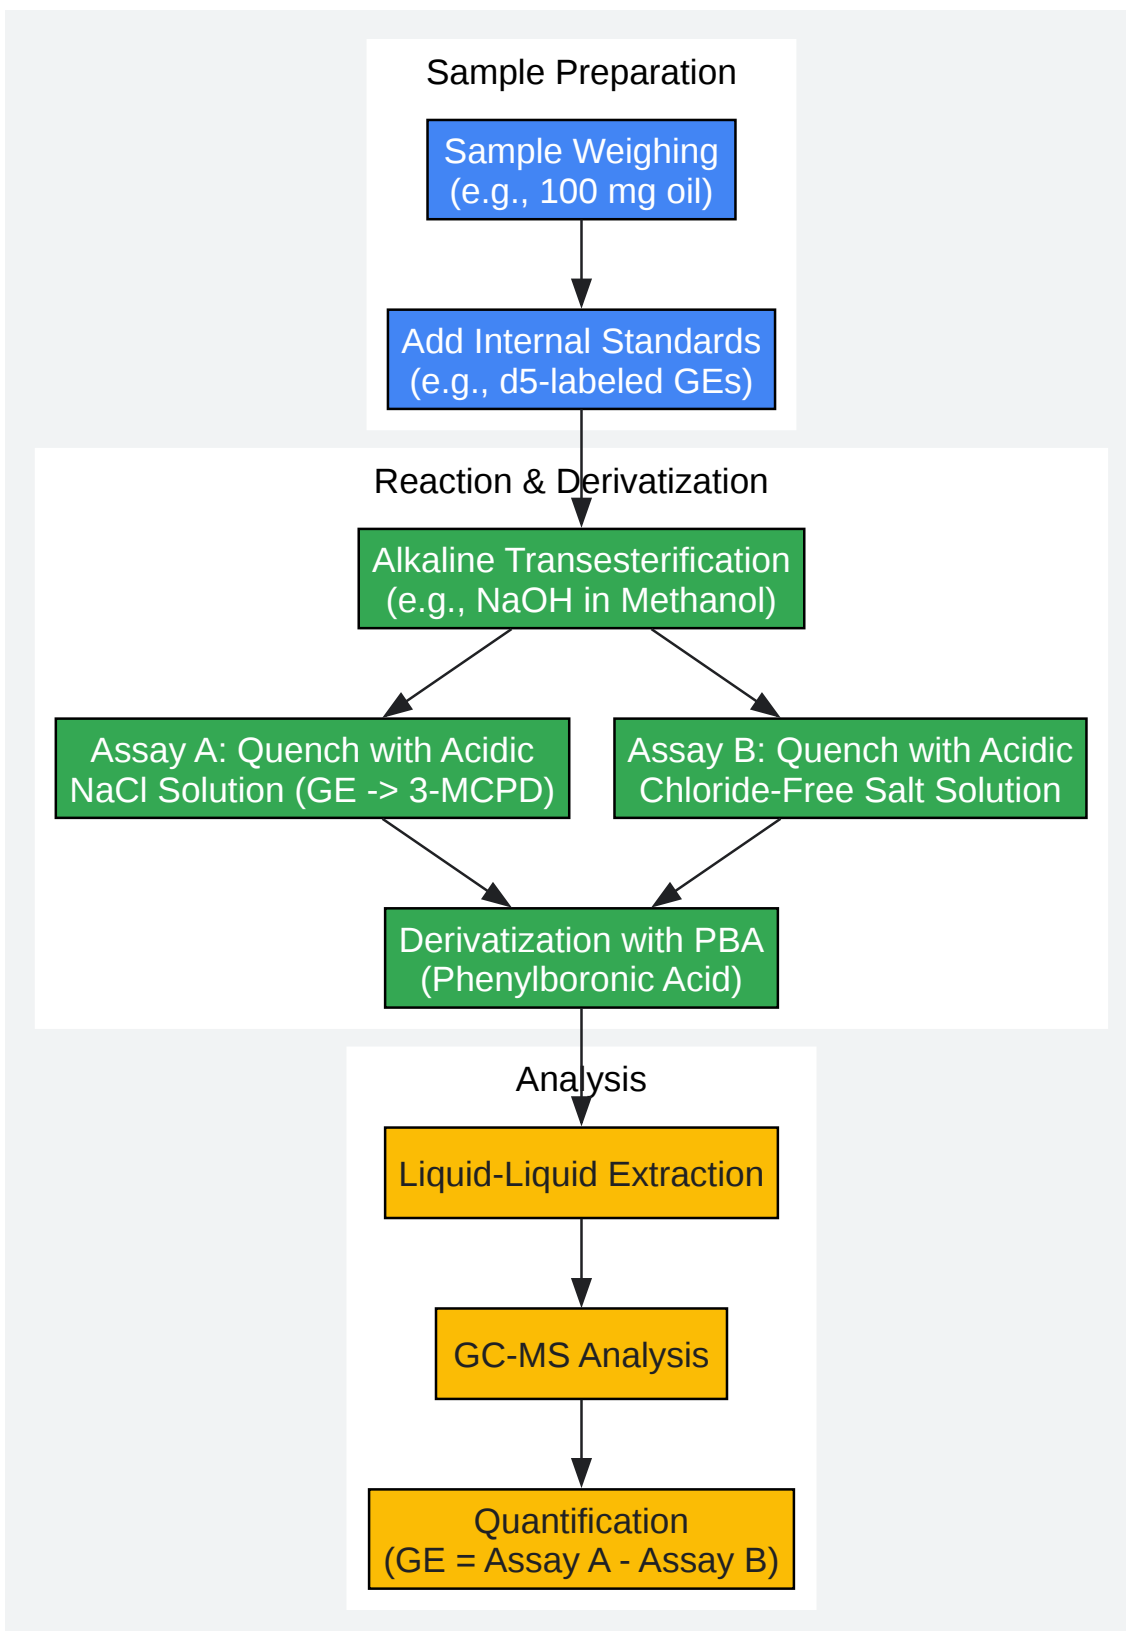 Sample Preparation
Sample Weighing
(e.g., 100 mg oil)
Add Internal Standards
(e.g., d5-labeled GEs)
Reaction & Derivatization
Alkaline Transesterification
(e.g., NaOH in Methanol)
Assay A: Quench with Acidic
NaCl Solution (GE -> 3-MCPD)
Assay B: Quench with Acidic
Chloride-Free Salt Solution
Derivatization with PBA
(Phenylboronic Acid)
Analysis
Liquid-Liquid Extraction
GC-MS Analysis
Quantification
(GE = Assay A - Assay B)